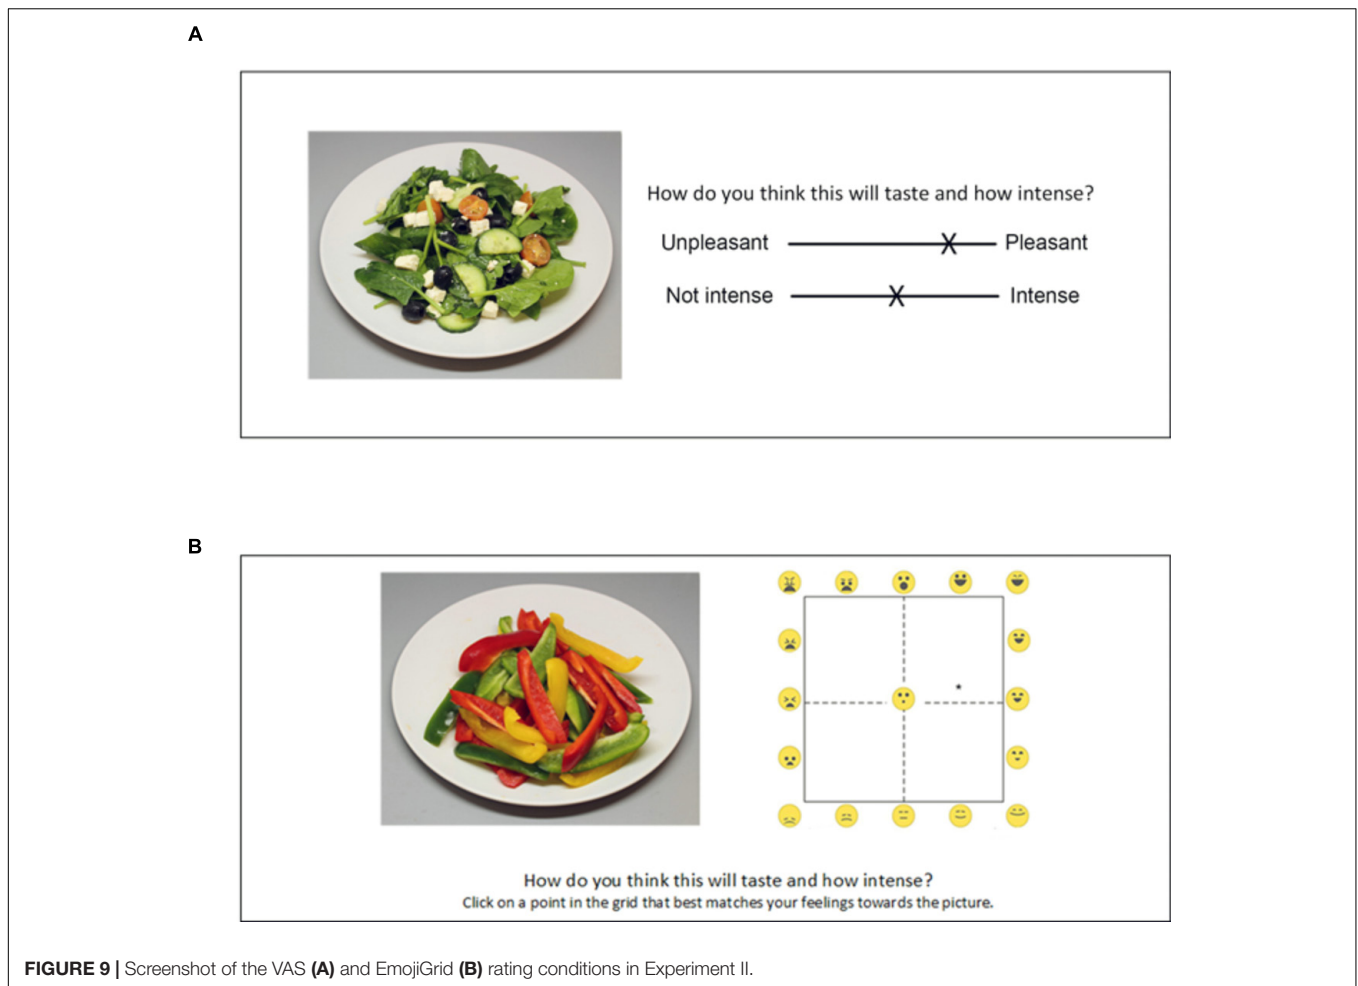 A
How do you think this will taste and how intense?
Unpleasant X Pleasant
Not intense X Intense
B
*
How do you think this will taste and how intense?
Click on a point in the grid that best matches your feelings towards the picture.
FIGURE 9 | Screenshot of the VAS (A) and EmojiGrid (B) rating conditions in Experiment II.